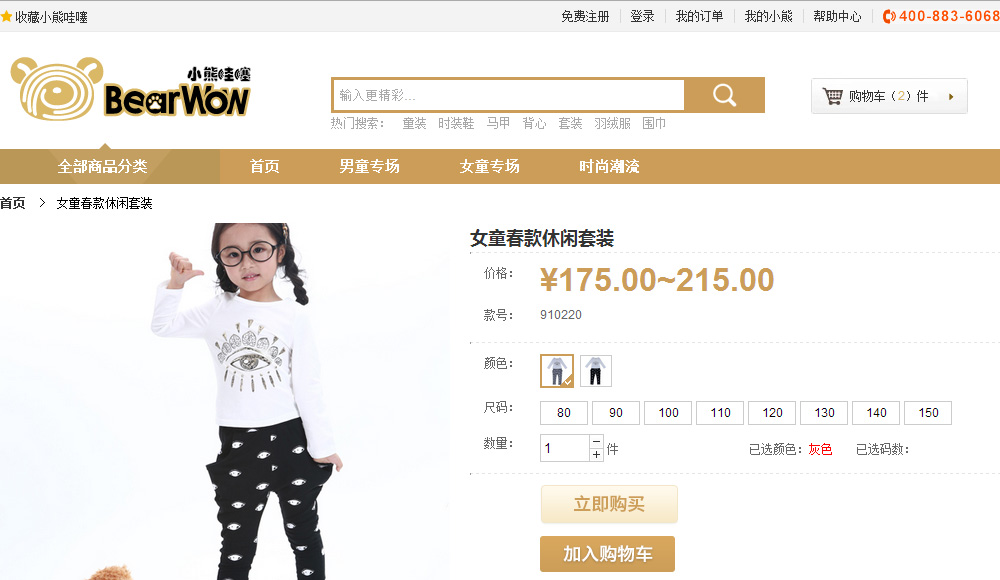 收藏小熊哇噻 免费注册 登录 我的订单 我的小熊 帮助中心 400-883-6068
小熊哇噻
BearWoW
输入更精彩... 购物车（2）件
热门搜索： 童装 时装鞋 马甲 背心 套装 羽绒服 围巾
全部商品分类 首页 男童专场 女童专场 时尚潮流
首页 > 女童春款休闲套装
女童春款休闲套装
价格： ¥175.00~215.00
款号： 910220
颜色：
尺码： 80 90 100 110 120 130 140 150
数量： 1 - + 件 已选颜色：灰色 已选码数：
立即购买
加入购物车